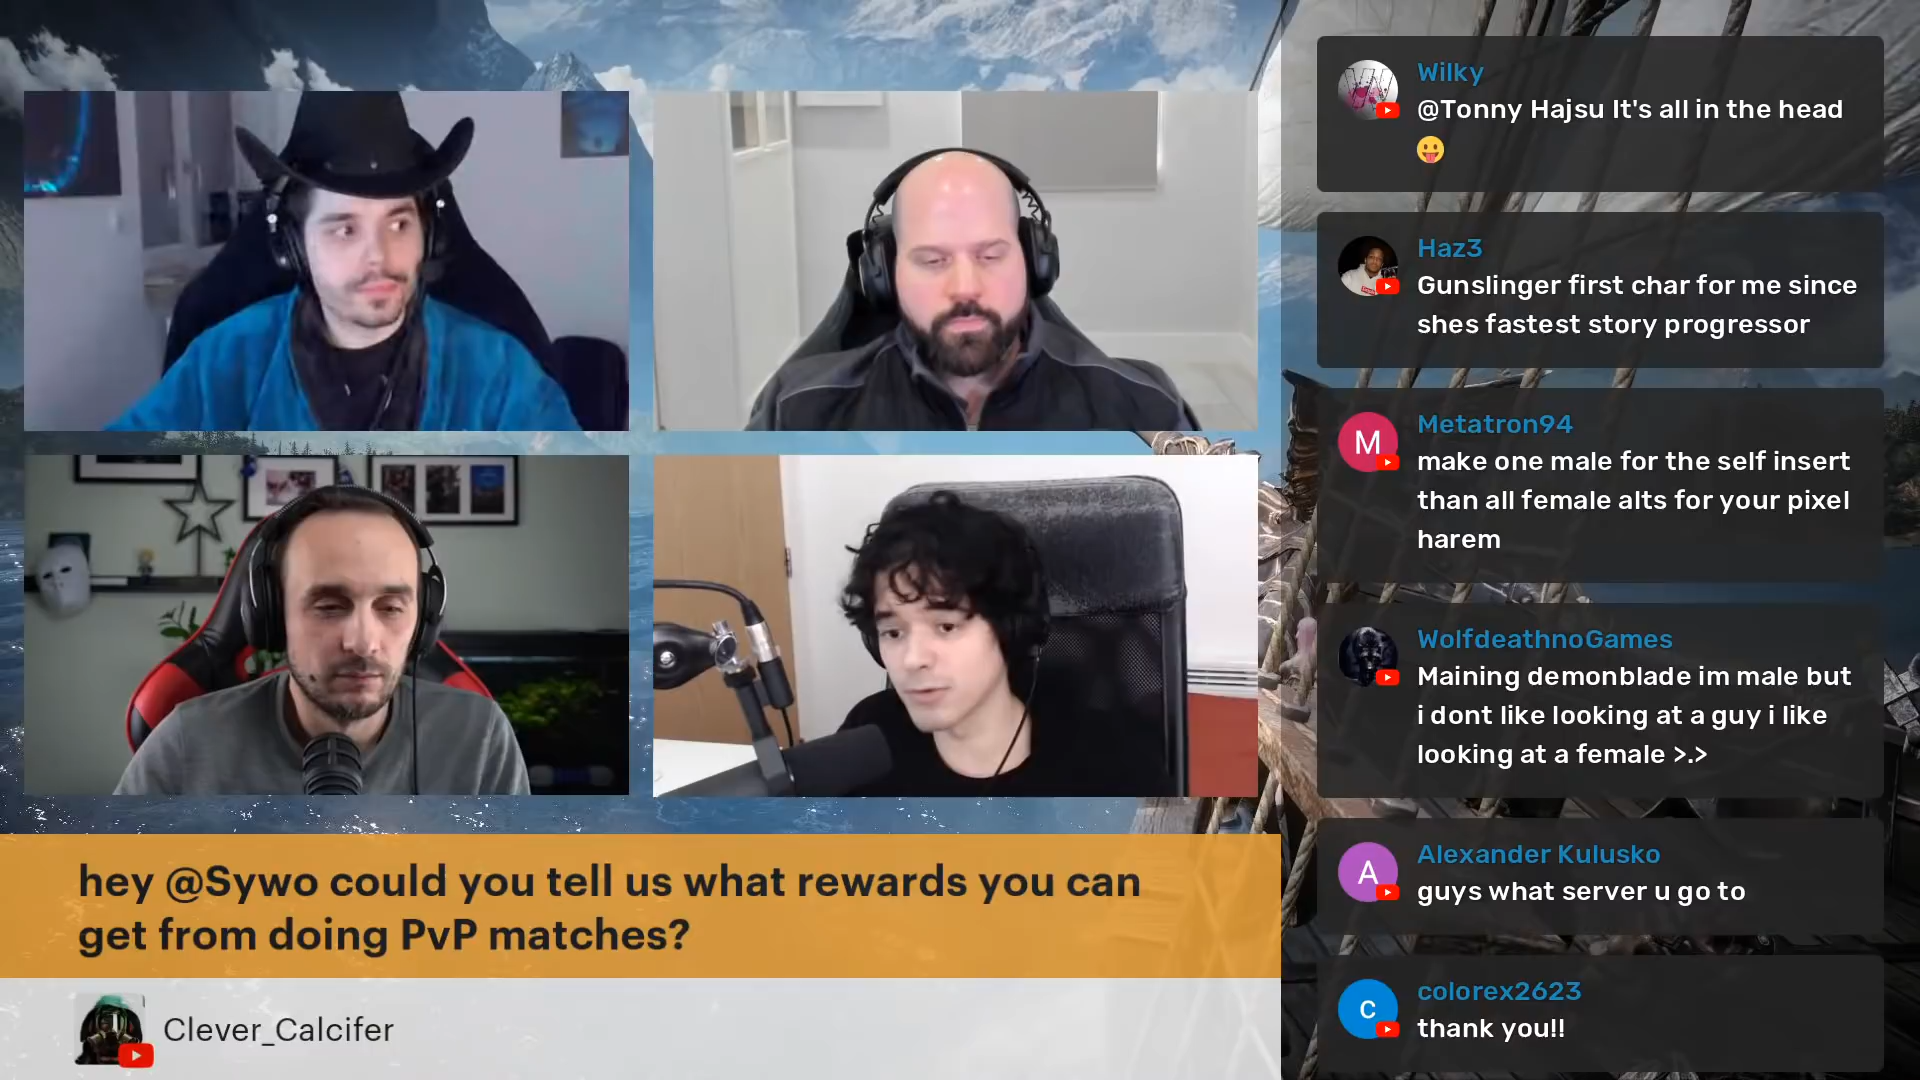 Wilky
@Tonny Hajsu It's all in the head
😛
Haz3
Gunslinger first char for me since
shes fastest story progressor
M
Metatron94
make one male for the self insert
than all female alts for your pixel
harem
WolfdeathnoGames
Maining demonblade im male but
i dont like looking at a guy i like
looking at a female >.>
A
Alexander Kulusko
guys what server u go to
c
colorex2623
thank you!!
hey @Sywo could you tell us what rewards you can
get from doing PvP matches?
Clever_Calcifer